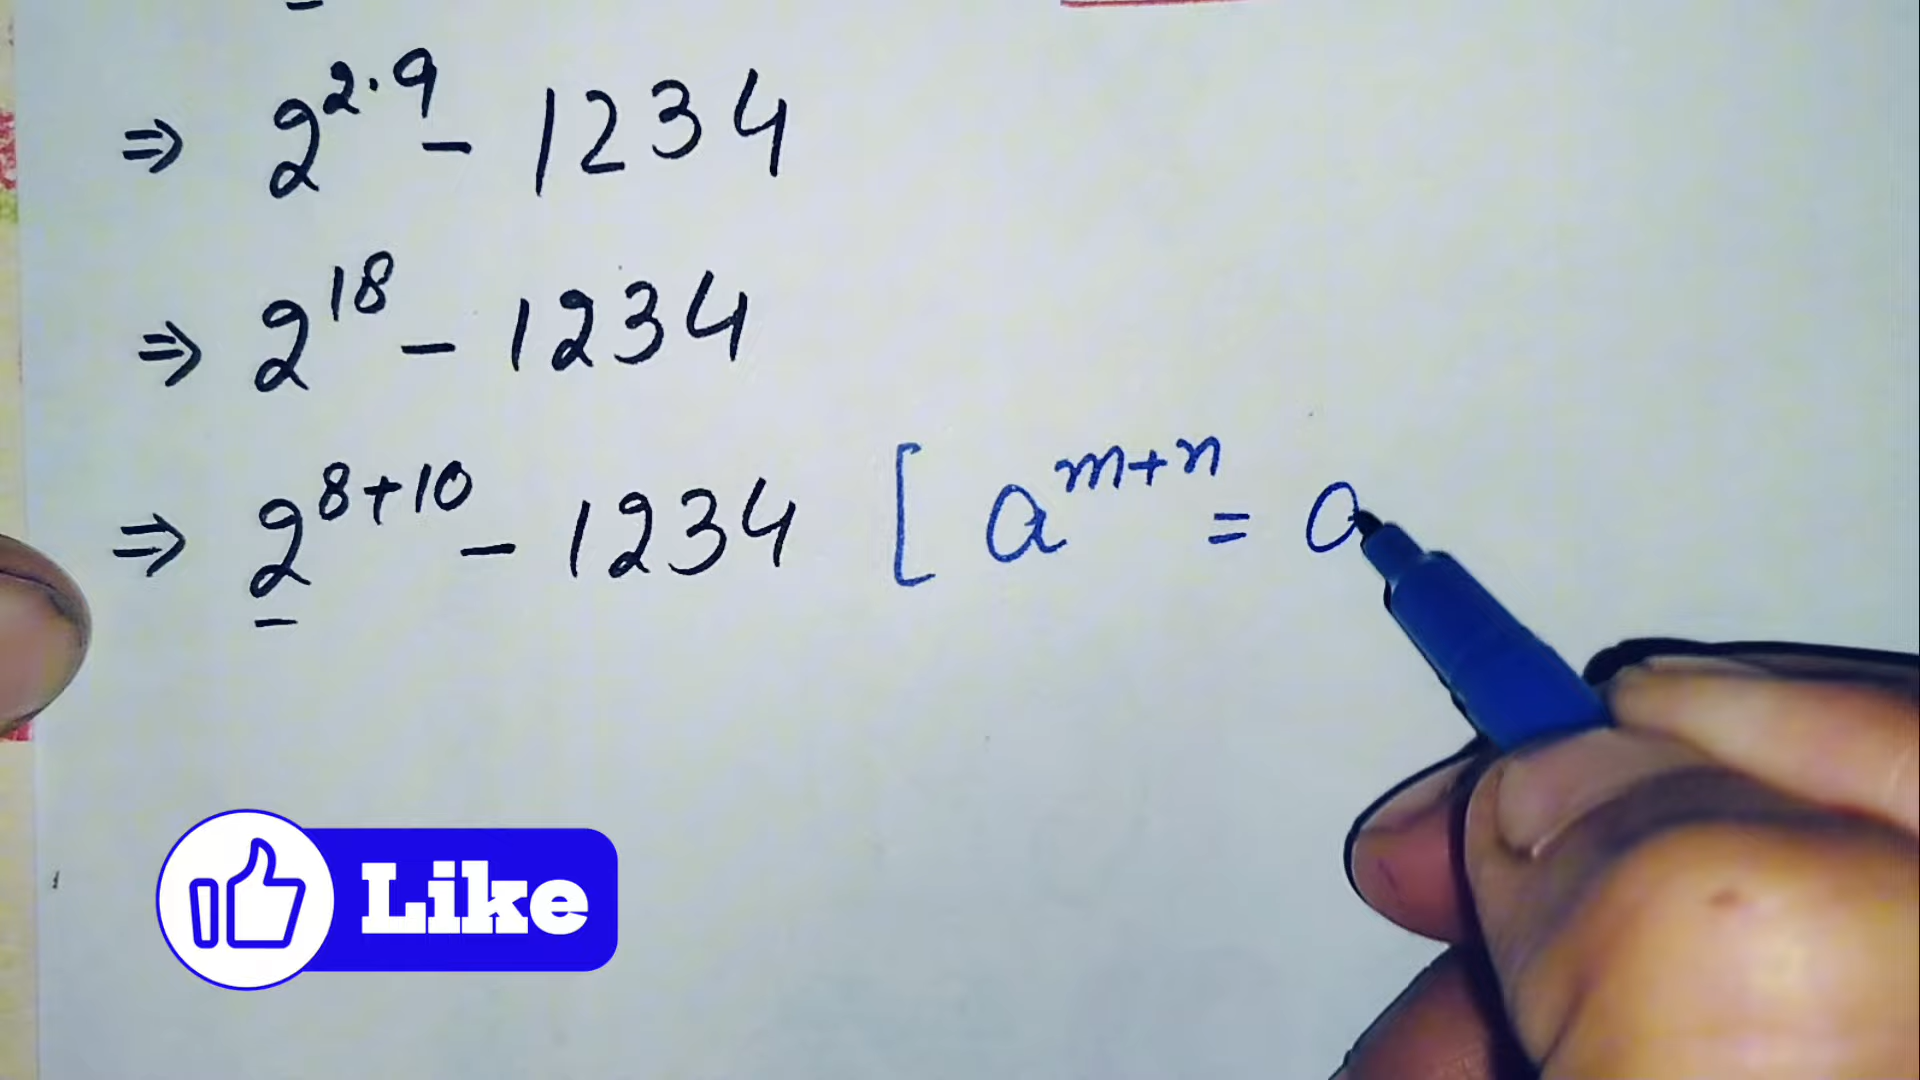 ⇒ 2^{2·9} - 1234
⇒ 2^{18} - 1234
⇒ 2^{8+10} - 1234 [ a^{m+n} = a
Like